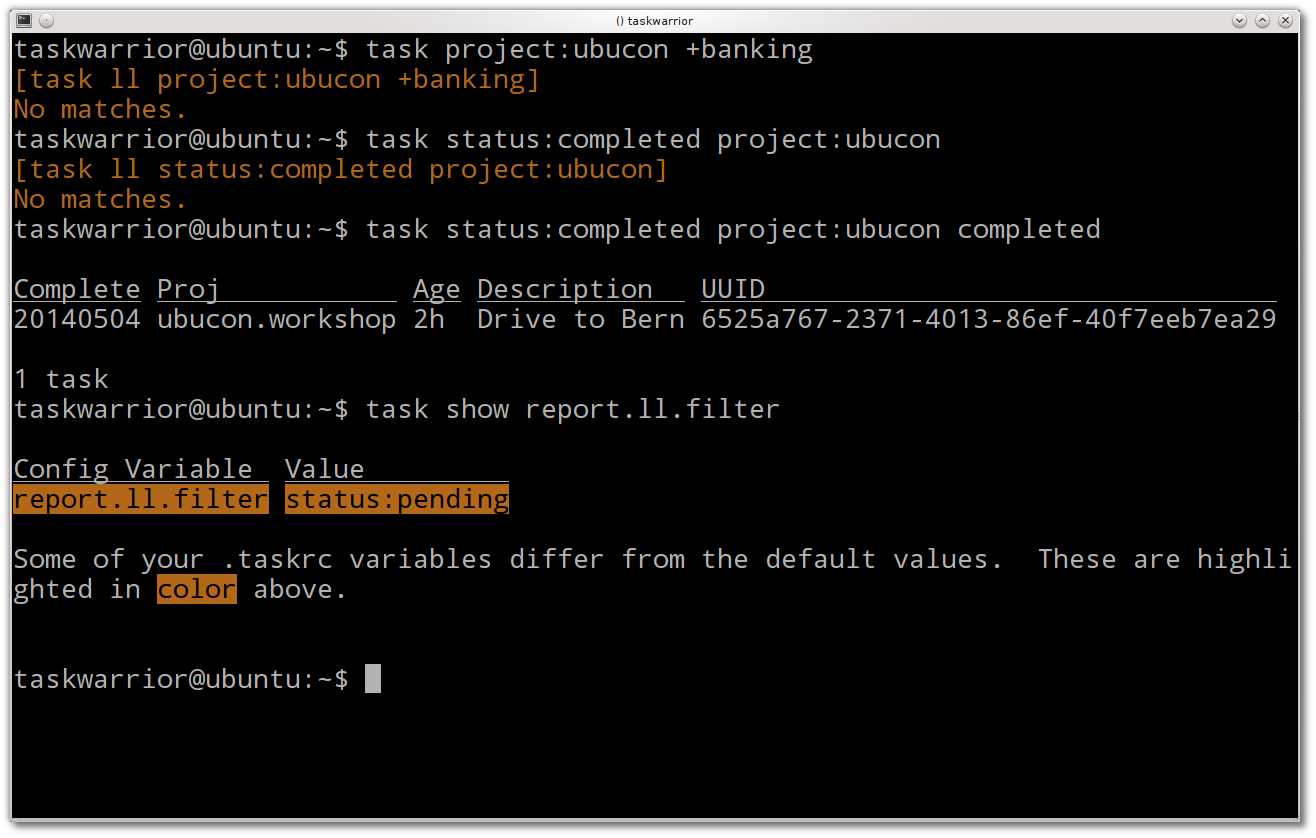 () taskwarrior
taskwarrior@ubuntu:~$ task project:ubucon +banking
[task ll project:ubucon +banking]
No matches.
taskwarrior@ubuntu:~$ task status:completed project:ubucon
[task ll status:completed project:ubucon]
No matches.
taskwarrior@ubuntu:~$ task status:completed project:ubucon completed
Complete Proj Age Description UUID
20140504 ubucon.workshop 2h Drive to Bern 6525a767-2371-4013-86ef-40f7eeb7ea29
1 task
taskwarrior@ubuntu:~$ task show report.ll.filter
Config Variable Value
report.ll.filter status:pending
Some of your .taskrc variables differ from the default values.  These are highli
ghted in color above.
taskwarrior@ubuntu:~$